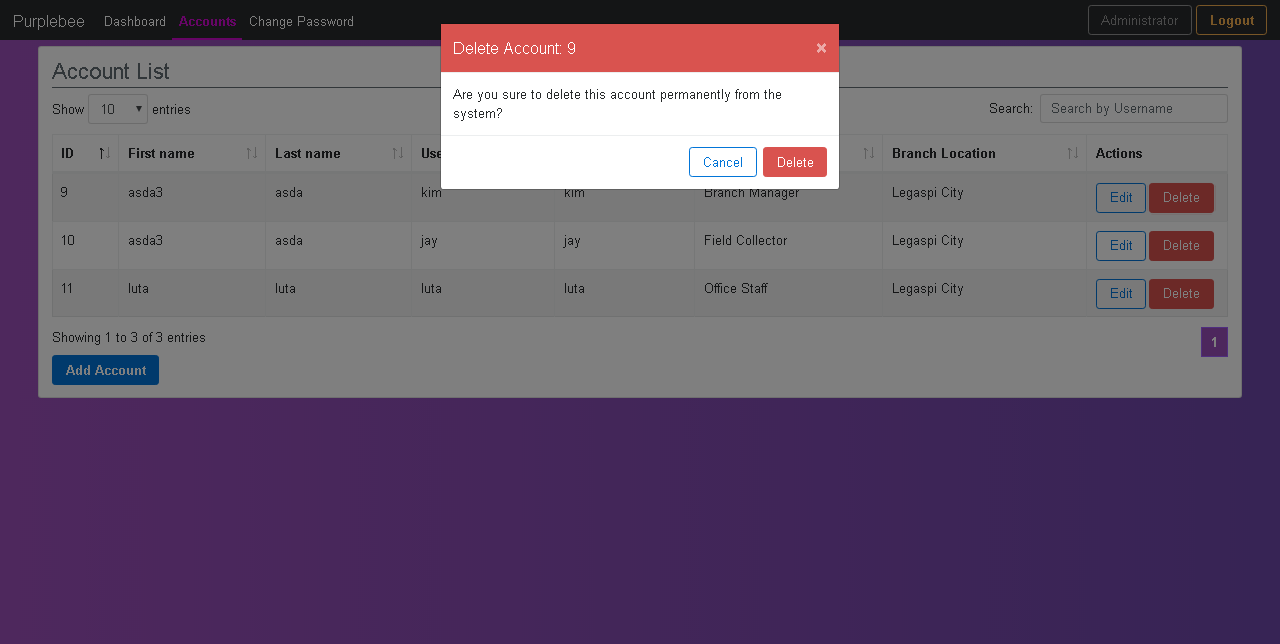 Purplebee Dashboard Accounts Change Password Administrator Logout
Delete Account: 9 ×
Are you sure to delete this account permanently from the
system?
Cancel Delete
Account List
Show 10 entries Search: Search by Username
ID First name Last name Use Branch Location Actions
9 asda3 asda kim kim Branch Manager Legaspi City Edit Delete
10 asda3 asda jay jay Field Collector Legaspi City Edit Delete
11 luta luta luta luta Office Staff Legaspi City Edit Delete
Showing 1 to 3 of 3 entries 1
Add Account